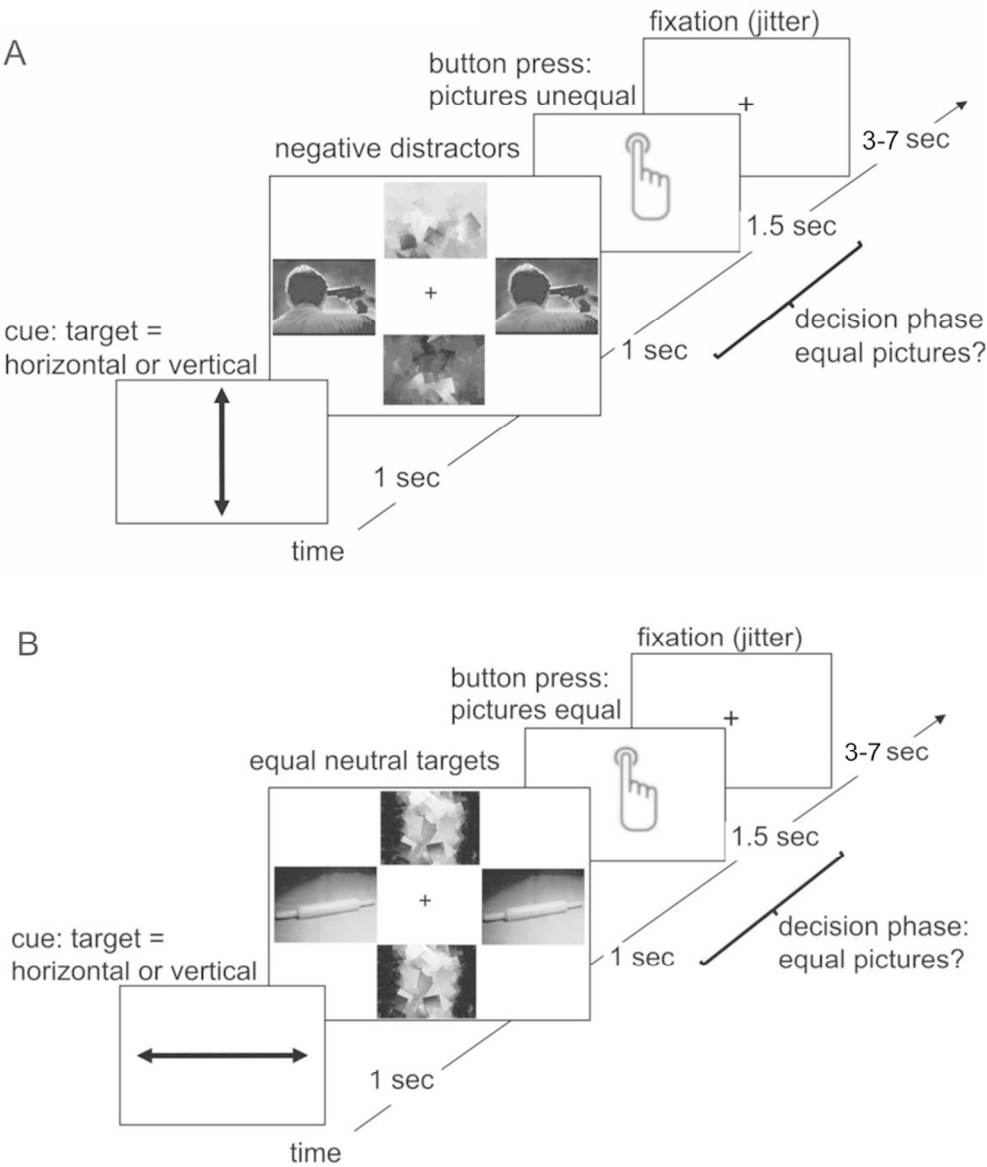 A
fixation (jitter)
button press:
pictures unequal
+
3-7 sec
negative distractors
1.5 sec
+
cue: target =
horizontal or vertical
1 sec
decision phase
equal pictures?
1 sec
time
B
fixation (jitter)
button press:
pictures equal
+
3-7 sec
equal neutral targets
1.5 sec
+
cue: target =
horizontal or vertical
1 sec
decision phase:
equal pictures?
1 sec
time